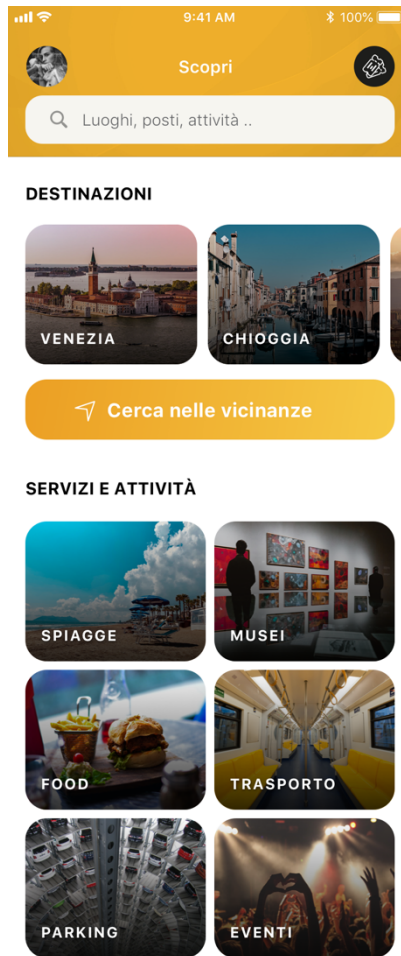 9:41 AM
100%
Scopri
Luoghi, posti, attività ..
DESTINAZIONI
VENEZIA
CHIOGGIA
Cerca nelle vicinanze
SERVIZI E ATTIVITÀ
SPIAGGE
MUSEI
FOOD
TRASPORTO
PARKING
EVENTI